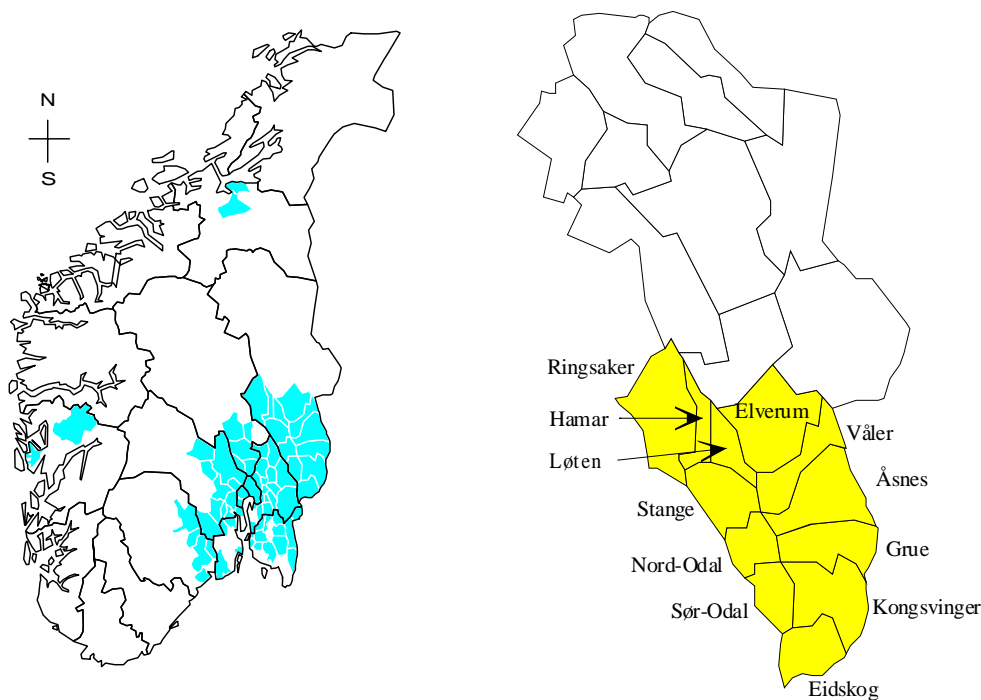 N
S
Ringsaker
Hamar
Løten
Stange
Nord-Odal
Sør-Odal
Elverum
Våler
Åsnes
Grue
Kongsvinger
Eidskog